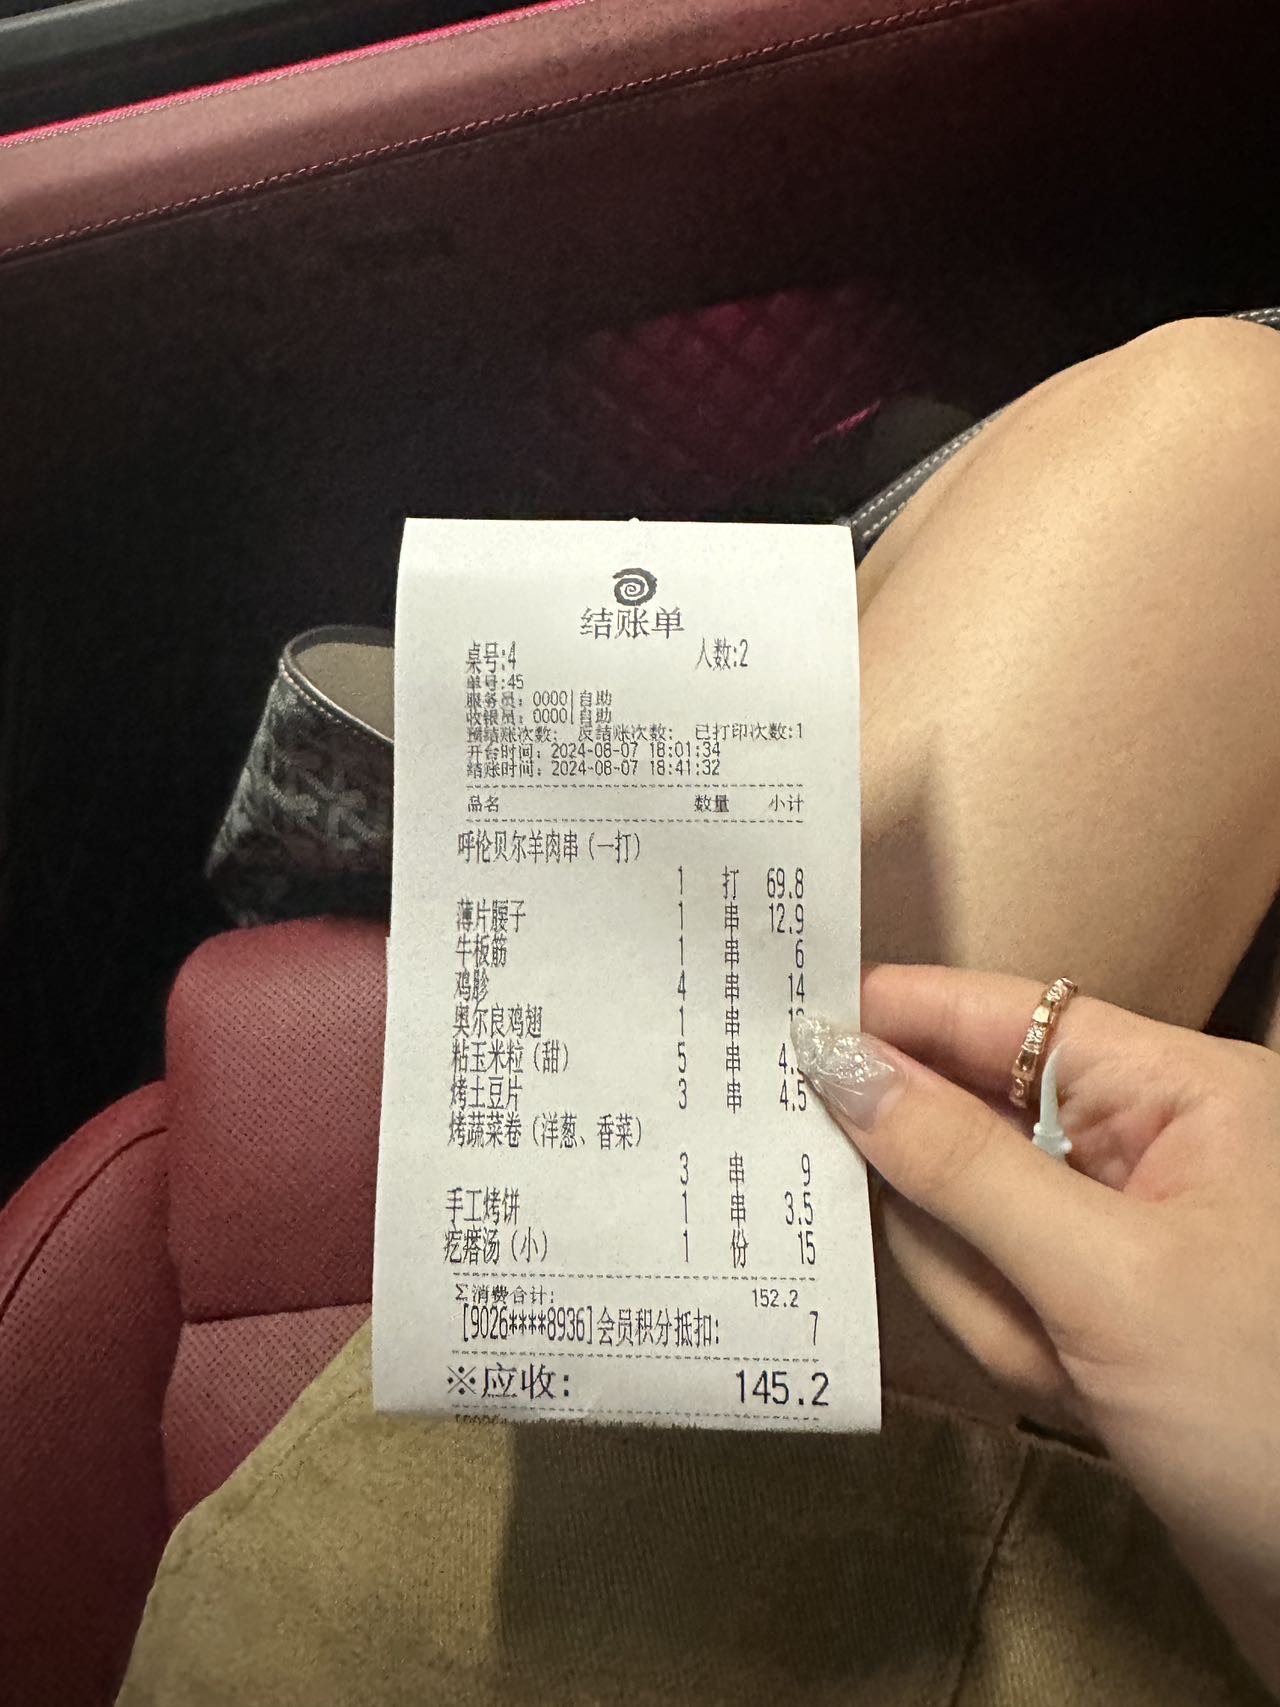 结账单
桌号:4 人数:2
单号:45
服务员: 0000|自助
收银员: 0000|自助
预结账次数: 反结账次数: 已打印次数:1
开台时间: 2024-08-07 18:01:34
结账时间: 2024-08-07 18:41:32
品名 数量 小计
呼伦贝尔羊肉串(一打)
1 打 69.8
薄片腰子 1 串 12.9
牛板筋 1 串 6
鸡胗 4 串 14
奥尔良鸡翅 1 串
粘玉米粒(甜) 5 串
烤土豆片 3 串 4.5
烤蔬菜卷(洋葱、香菜)
3 串 9
手工烤饼 1 串 3.5
疙瘩汤(小) 1 份 15
Σ消费合计: 152.2
[9026****8936]会员积分抵扣: 7
※应收: 145.2